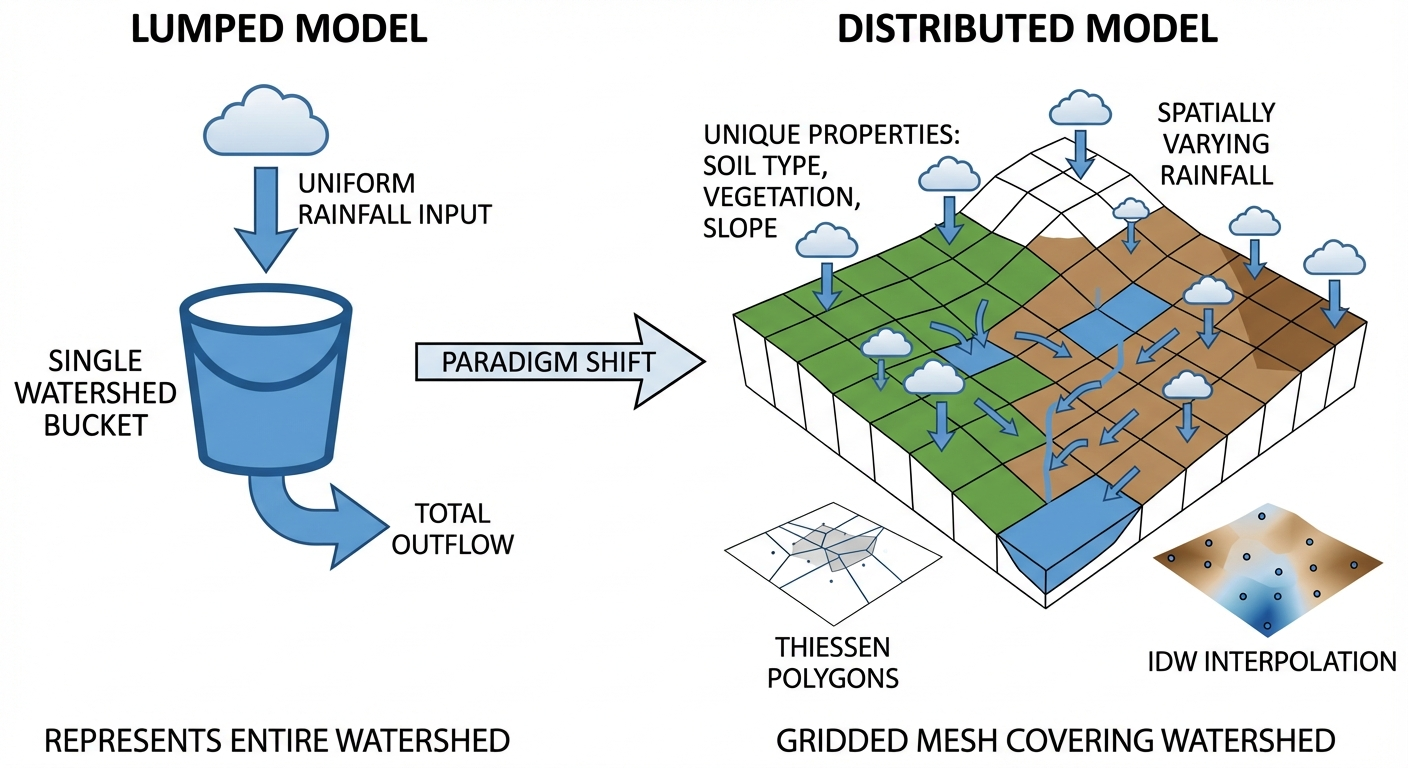 LUMPED MODEL
UNIFORM
RAINFALL INPUT
SINGLE
WATERSHED
BUCKET
TOTAL
OUTFLOW
REPRESENTS ENTIRE WATERSHED
PARADIGM SHIFT
DISTRIBUTED MODEL
UNIQUE PROPERTIES:
SOIL TYPE,
VEGETATION,
SLOPE
SPATIALLY
VARYING
RAINFALL
THIESSEN
POLYGONS
IDW INTERPOLATION
GRIDDED MESH COVERING WATERSHED